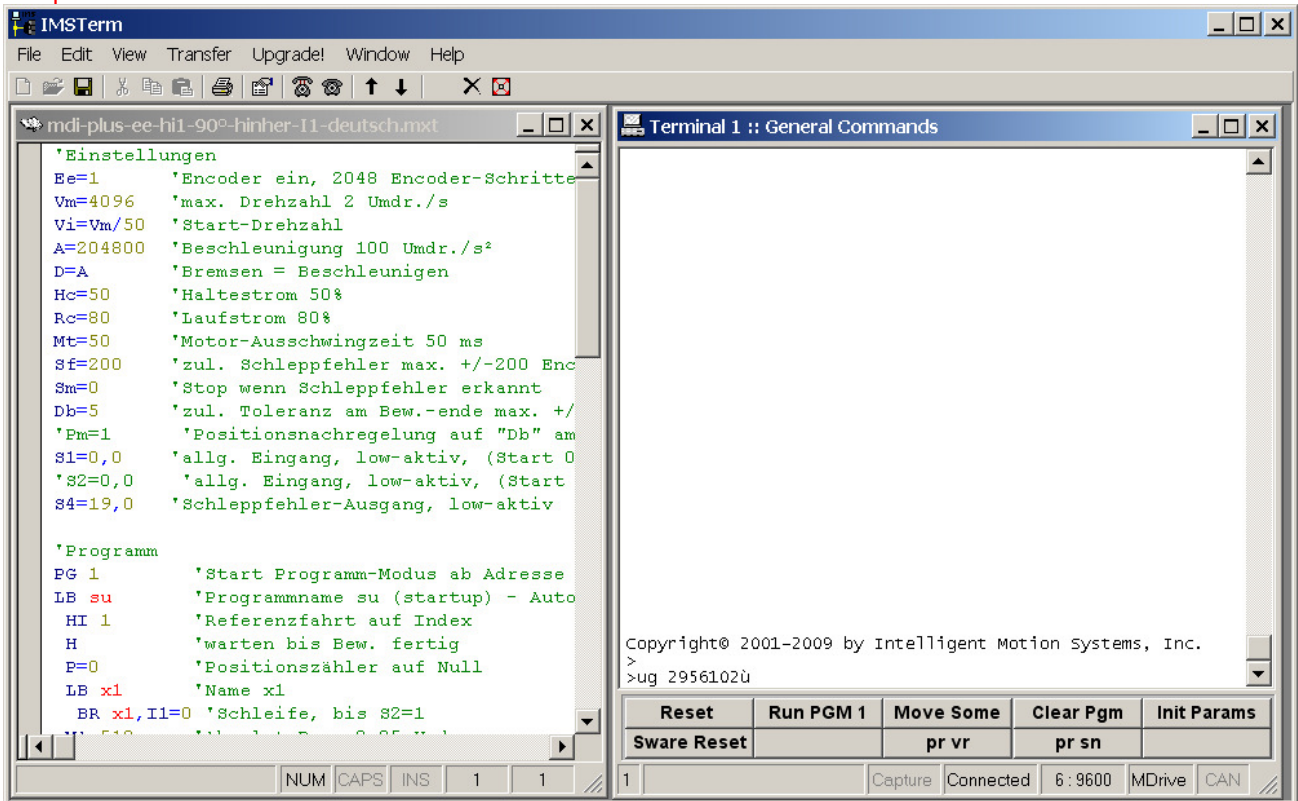 IMSTerm
File Edit View Transfer Upgrade! Window Help
mdi-plus-ee-hi1-90º-hinher-I1-deutsch.mxt
'Einstellungen
Ee=1 'Encoder ein, 2048 Encoder-Schritte
Vm=4096 'max. Drehzahl 2 Umdr./s
Vi=Vm/50 'Start-Drehzahl
A=204800 'Beschleunigung 100 Umdr./s²
D=A 'Bremsen = Beschleunigen
Hc=50 'Haltestrom 50%
Rc=80 'Laufstrom 80%
Mt=50 'Motor-Ausschwingzeit 50 ms
Sf=200 'zul. Schleppfehler max. +/-200 Enc
Sm=0 'Stop wenn Schleppfehler erkannt
Db=5 'zul. Toleranz am Bew.-ende max. +/
'Pm=1 'Positionsnachregelung auf "Db" am
S1=0,0 'allg. Eingang, low-aktiv, (Start 0
'S2=0,0 'allg. Eingang, low-aktiv, (Start
S4=19,0 'Schleppfehler-Ausgang, low-aktiv
'Programm
PG 1 'Start Programm-Modus ab Adresse
LB su 'Programmname su (startup) - Auto
HI 1 'Referenzfahrt auf Index
H 'warten bis Bew. fertig
P=0 'Positionszähler auf Null
LB x1 'Name x1
BR x1,I1=0 'Schleife, bis S2=1
NUM CAPS INS 1 1
Terminal 1 :: General Commands
Copyright© 2001-2009 by Intelligent Motion Systems, Inc.
>
>ug 2956102ù
Reset Run PGM 1 Move Some Clear Pgm Init Params
Sware Reset pr vr pr sn
1 Capture Connected 6 : 9600 MDrive CAN